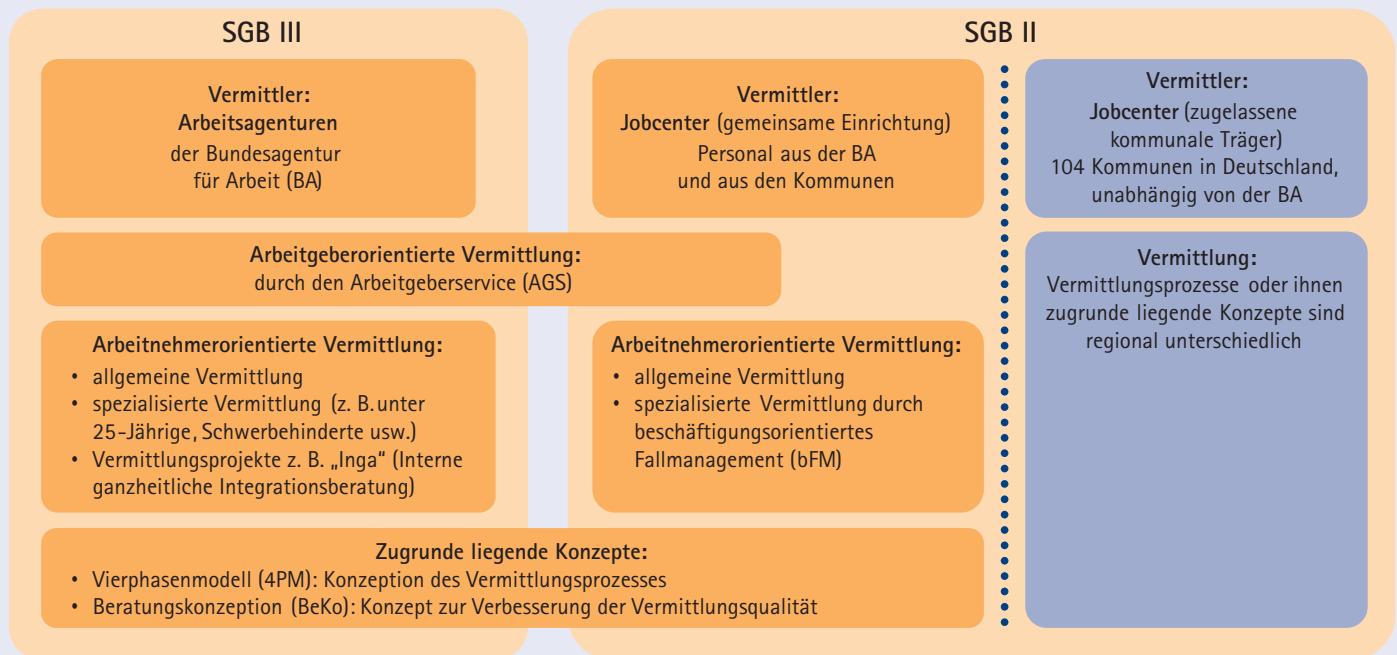 SGB III
Vermittler:
Arbeitsagenturen
der Bundesagentur
für Arbeit (BA)
SGB II
Vermittler:
Jobcenter (gemeinsame Einrichtung)
Personal aus der BA
und aus den Kommunen
Vermittler:
Jobcenter (zugelassene
kommunale Träger)
104 Kommunen in Deutschland,
unabhängig von der BA
Arbeitgeberorientierte Vermittlung:
durch den Arbeitgeberservice (AGS)
Arbeitnehmerorientierte Vermittlung:
• allgemeine Vermittlung
• spezialisierte Vermittlung (z. B. unter
25-Jährige, Schwerbehinderte usw.)
• Vermittlungsprojekte z. B. „Inga“ (Interne
ganzheitliche Integrationsberatung)
Arbeitnehmerorientierte Vermittlung:
• allgemeine Vermittlung
• spezialisierte Vermittlung durch
beschäftigungsorientiertes
Fallmanagement (bFM)
Vermittlung:
Vermittlungsprozesse oder ihnen
zugrunde liegende Konzepte sind
regional unterschiedlich
Zugrunde liegende Konzepte:
• Vierphasenmodell (4PM): Konzeption des Vermittlungsprozesses
• Beratungskonzeption (BeKo): Konzept zur Verbesserung der Vermittlungsqualität